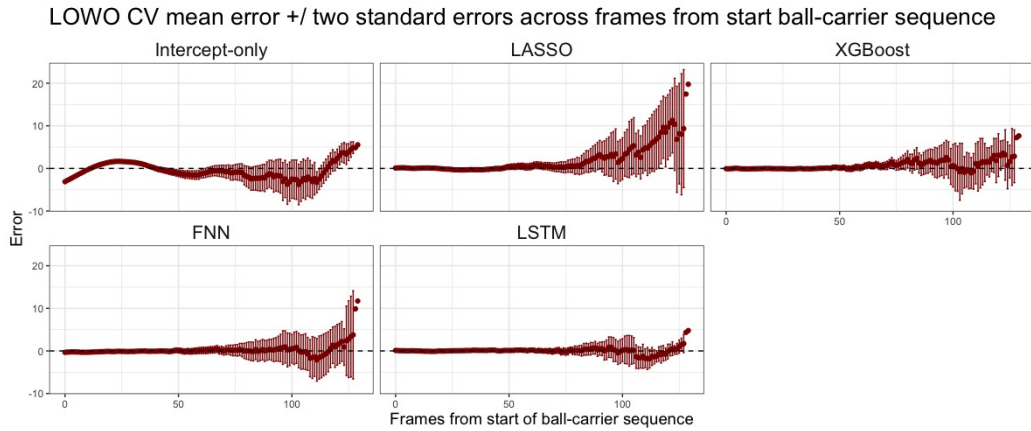 LOWO CV mean error +/ two standard errors across frames from start ball-carrier sequence
Intercept-only LASSO XGBoost
20
10
0
-10
0 50 100
FNN LSTM
20
10
0
-10
0 50 100 0 50 100
Error
Frames from start of ball-carrier sequence